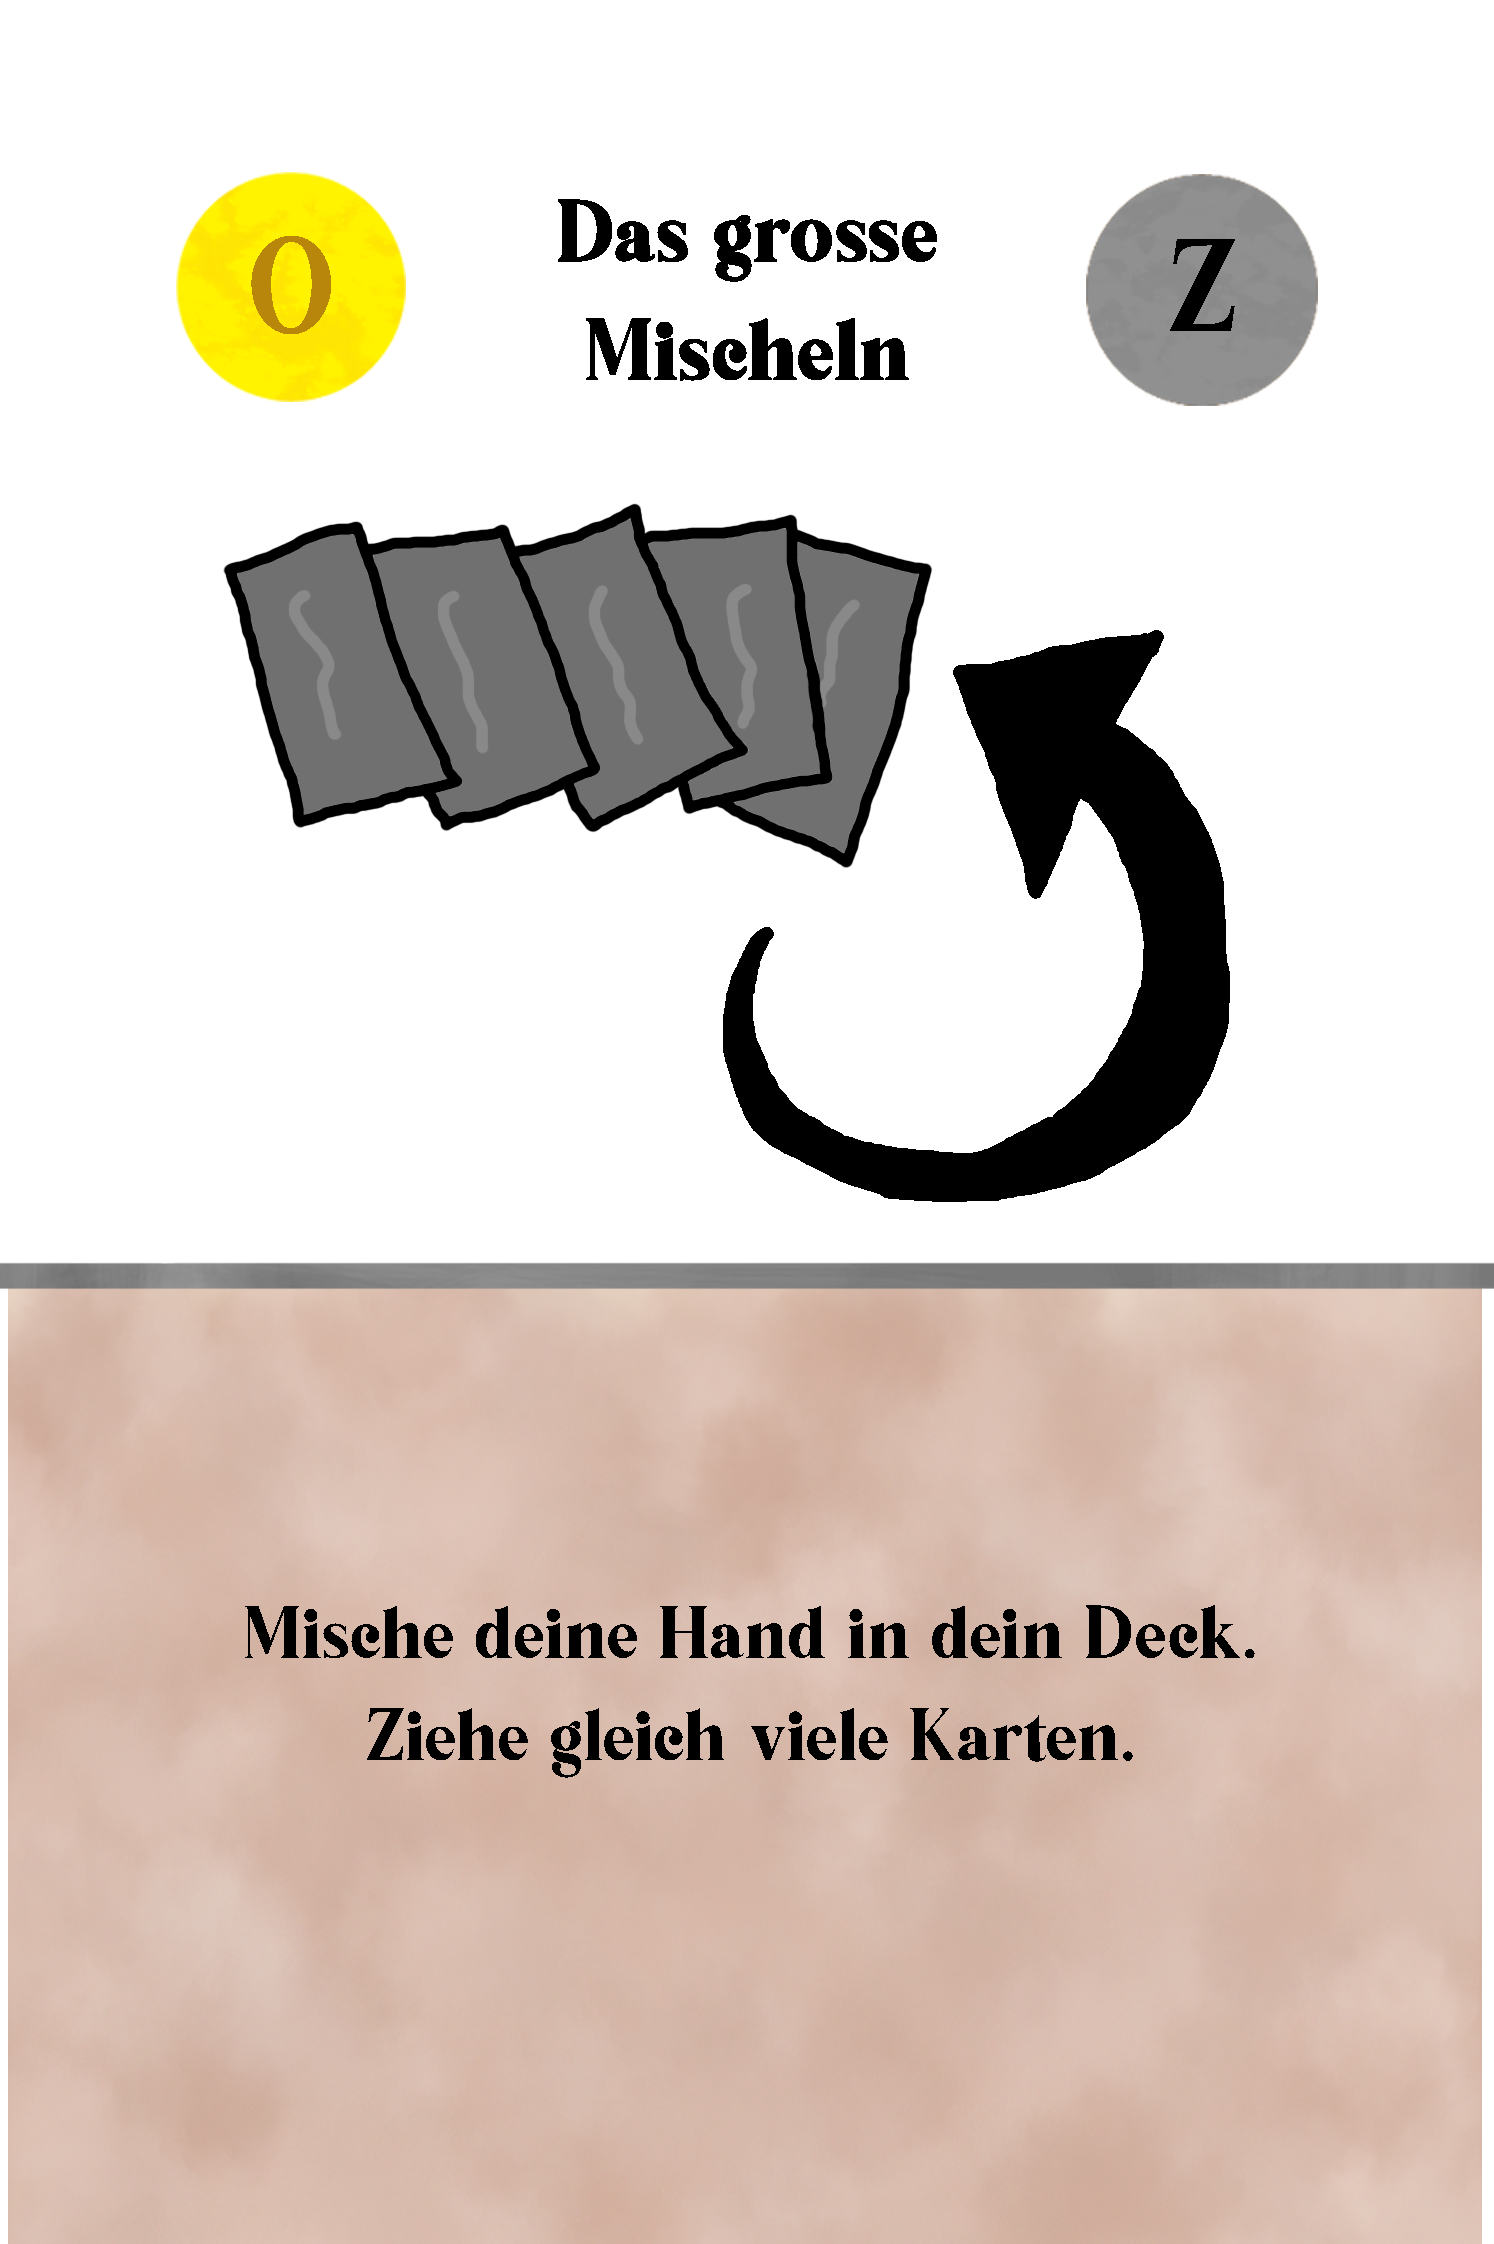 0
Das grosse
Mischeln
Z
Mische deine Hand in dein Deck.
Ziehe gleich viele Karten.